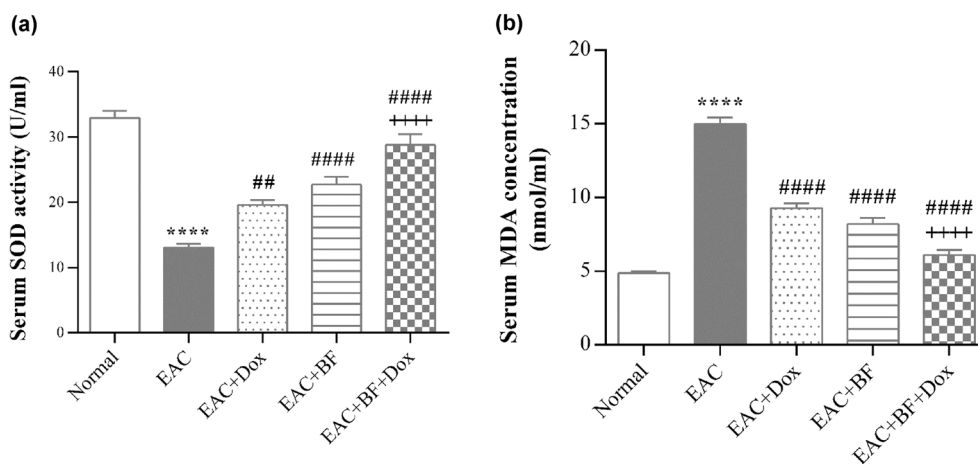 (a)
Serum SOD activity (U/ml)
40
30
20
10
0
****
##
####
####
++++
Normal
EAC
EAC+Dox
EAC+BF
EAC+BF+Dox
(b)
Serum MDA concentration
(nmol/ml)
20
15
10
5
0
****
####
####
####
++++
Normal
EAC
EAC+Dox
EAC+BF
EAC+BF+Dox